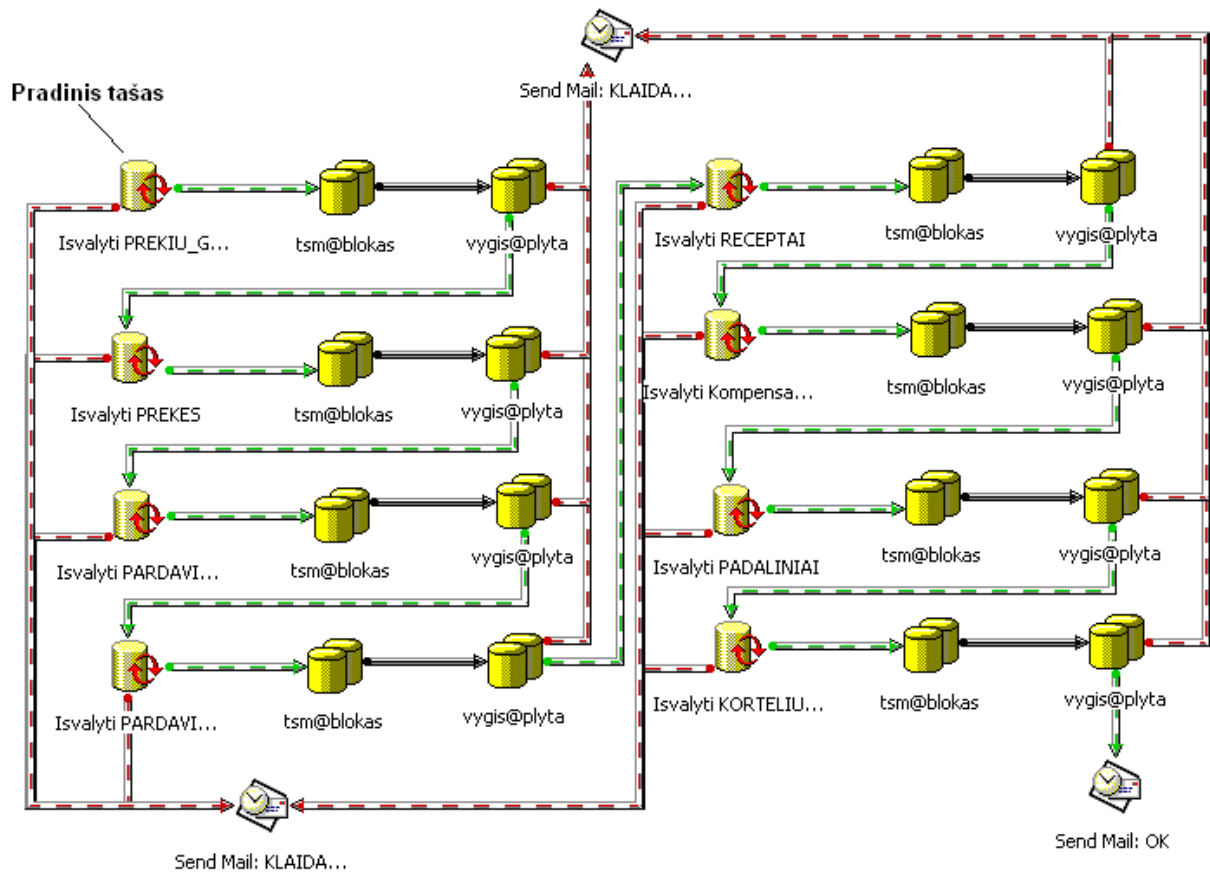 Send Mail: KLAIDA...
Pradinis tašas
Isvalyti PREKIU_G...
tsm@blokas
vygis@plyta
Isvalyti RECEPTAI
tsm@blokas
vygis@plyta
Isvalyti PREKES
tsm@blokas
vygis@plyta
Isvalyti Kompensa...
tsm@blokas
vygis@plyta
Isvalyti PARDAVI...
tsm@blokas
vygis@plyta
Isvalyti PADALINIAI
tsm@blokas
vygis@plyta
Isvalyti PARDAVI...
tsm@blokas
vygis@plyta
Isvalyti KORTELIU...
tsm@blokas
vygis@plyta
Send Mail: KLAIDA...
Send Mail: OK